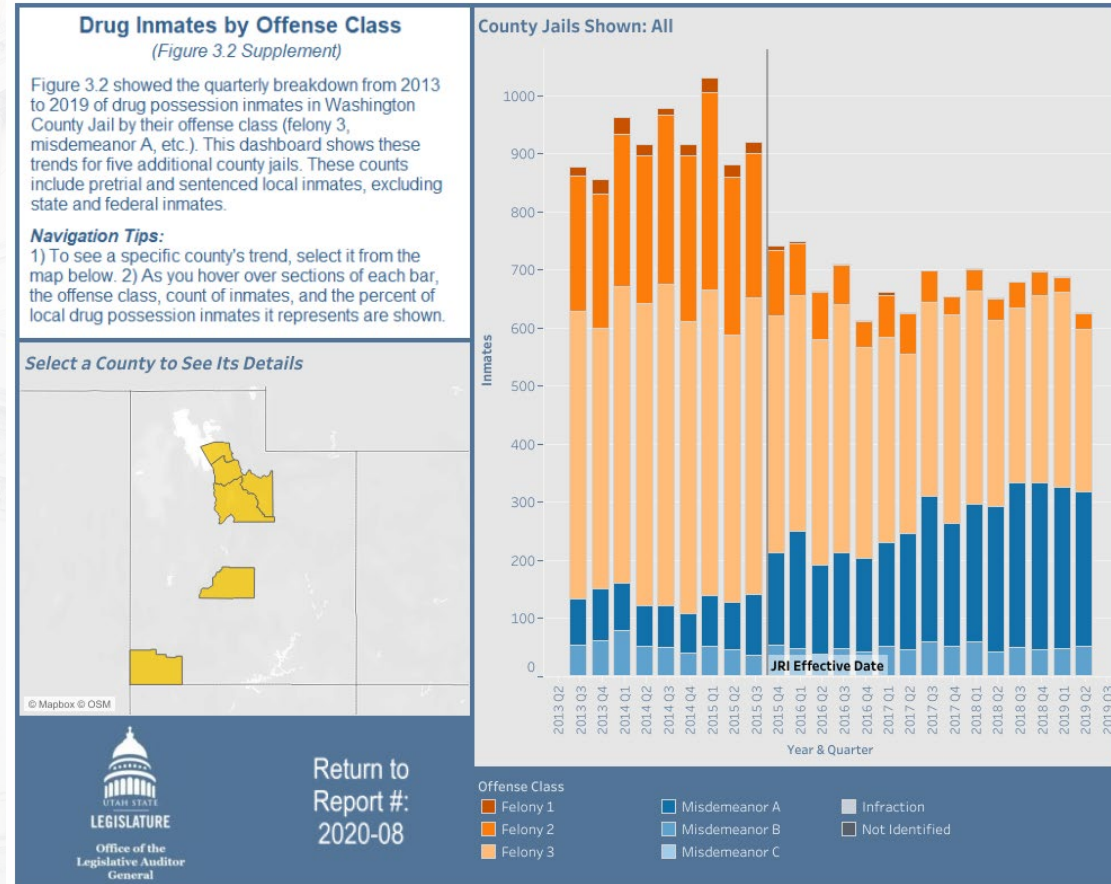 Drug Inmates by Offense Class
(Figure 3.2 Supplement)
Figure 3.2 showed the quarterly breakdown from 2013
to 2019 of drug possession inmates in Washington
County Jail by their offense class (felony 3,
misdemeanor A, etc.). This dashboard shows these
trends for five additional county jails. These counts
include pretrial and sentenced local inmates, excluding
state and federal inmates.
Navigation Tips:
1) To see a specific county's trend, select it from the
map below. 2) As you hover over sections of each bar,
the offense class, count of inmates, and the percent of
local drug possession inmates it represents are shown.
Select a County to See Its Details
© Mapbox © OSM
UTAH STATE
LEGISLATURE
Office of the
Legislative Auditor
General
Return to
Report #:
2020-08
County Jails Shown: All
Inmates
1000
900
800
700
600
500
400
300
200
100
0
JRI Effective Date
2013 Q2
2013 Q3
2013 Q4
2014 Q1
2014 Q2
2014 Q3
2014 Q4
2015 Q1
2015 Q2
2015 Q3
2015 Q4
2016 Q1
2016 Q2
2016 Q3
2016 Q4
2017 Q1
2017 Q2
2017 Q3
2017 Q4
2018 Q1
2018 Q2
2018 Q3
2018 Q4
2019 Q1
2019 Q2
2019 Q3
Year & Quarter
Offense Class
Felony 1
Felony 2
Felony 3
Misdemeanor A
Misdemeanor B
Misdemeanor C
Infraction
Not Identified